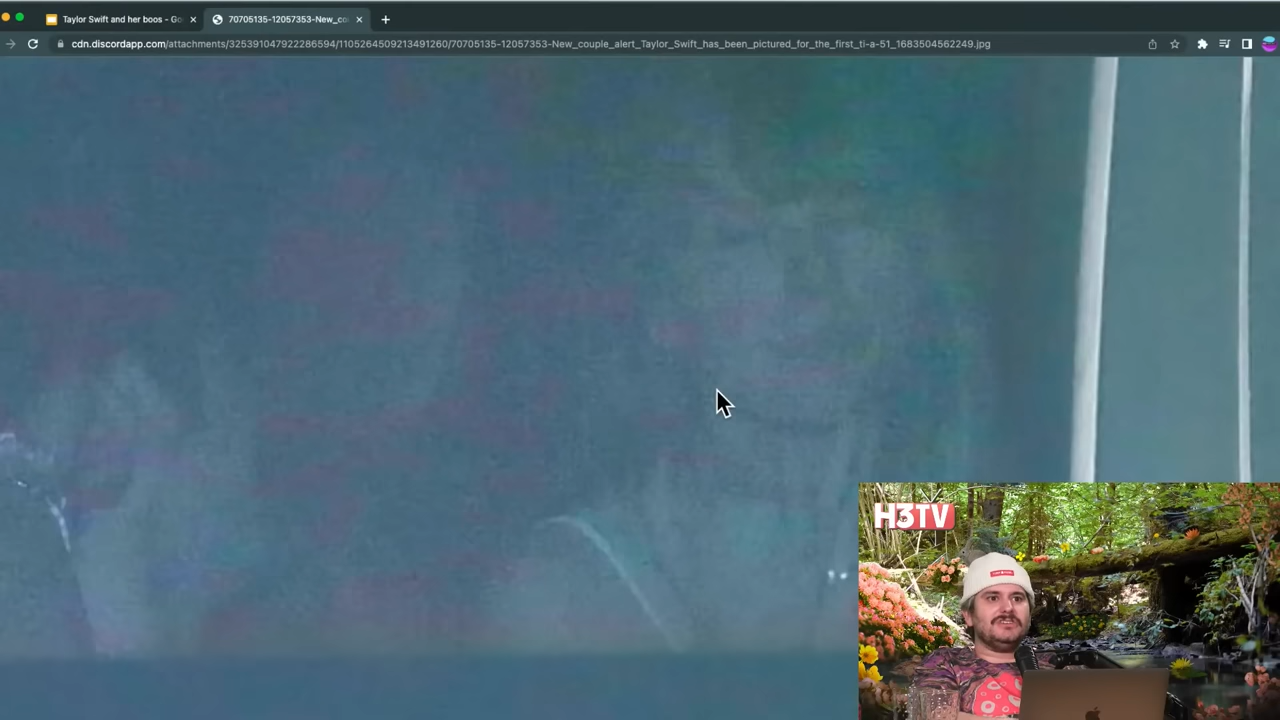 Taylor Swift and her boos - Go
70705135-12057353-New_co
cdn.discordapp.com/attachments/325391047922286594/1105264509213491260/70705135-12057353-New_couple_alert_Taylor_Swift_has_been_pictured_for_the_first_ti-a-51_1683504562249.jpg
H3TV